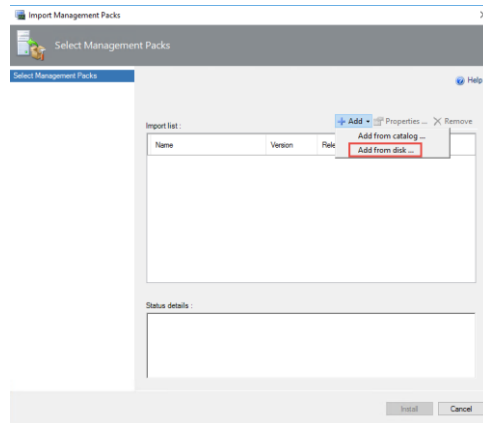 Import Management Packs
Select Management Packs
Select Management Packs
Help
Import list :
Add
Properties ...
Remove
Add from catalog ...
Add from disk ...
Name
Version
Rele
Status details :
Install
Cancel